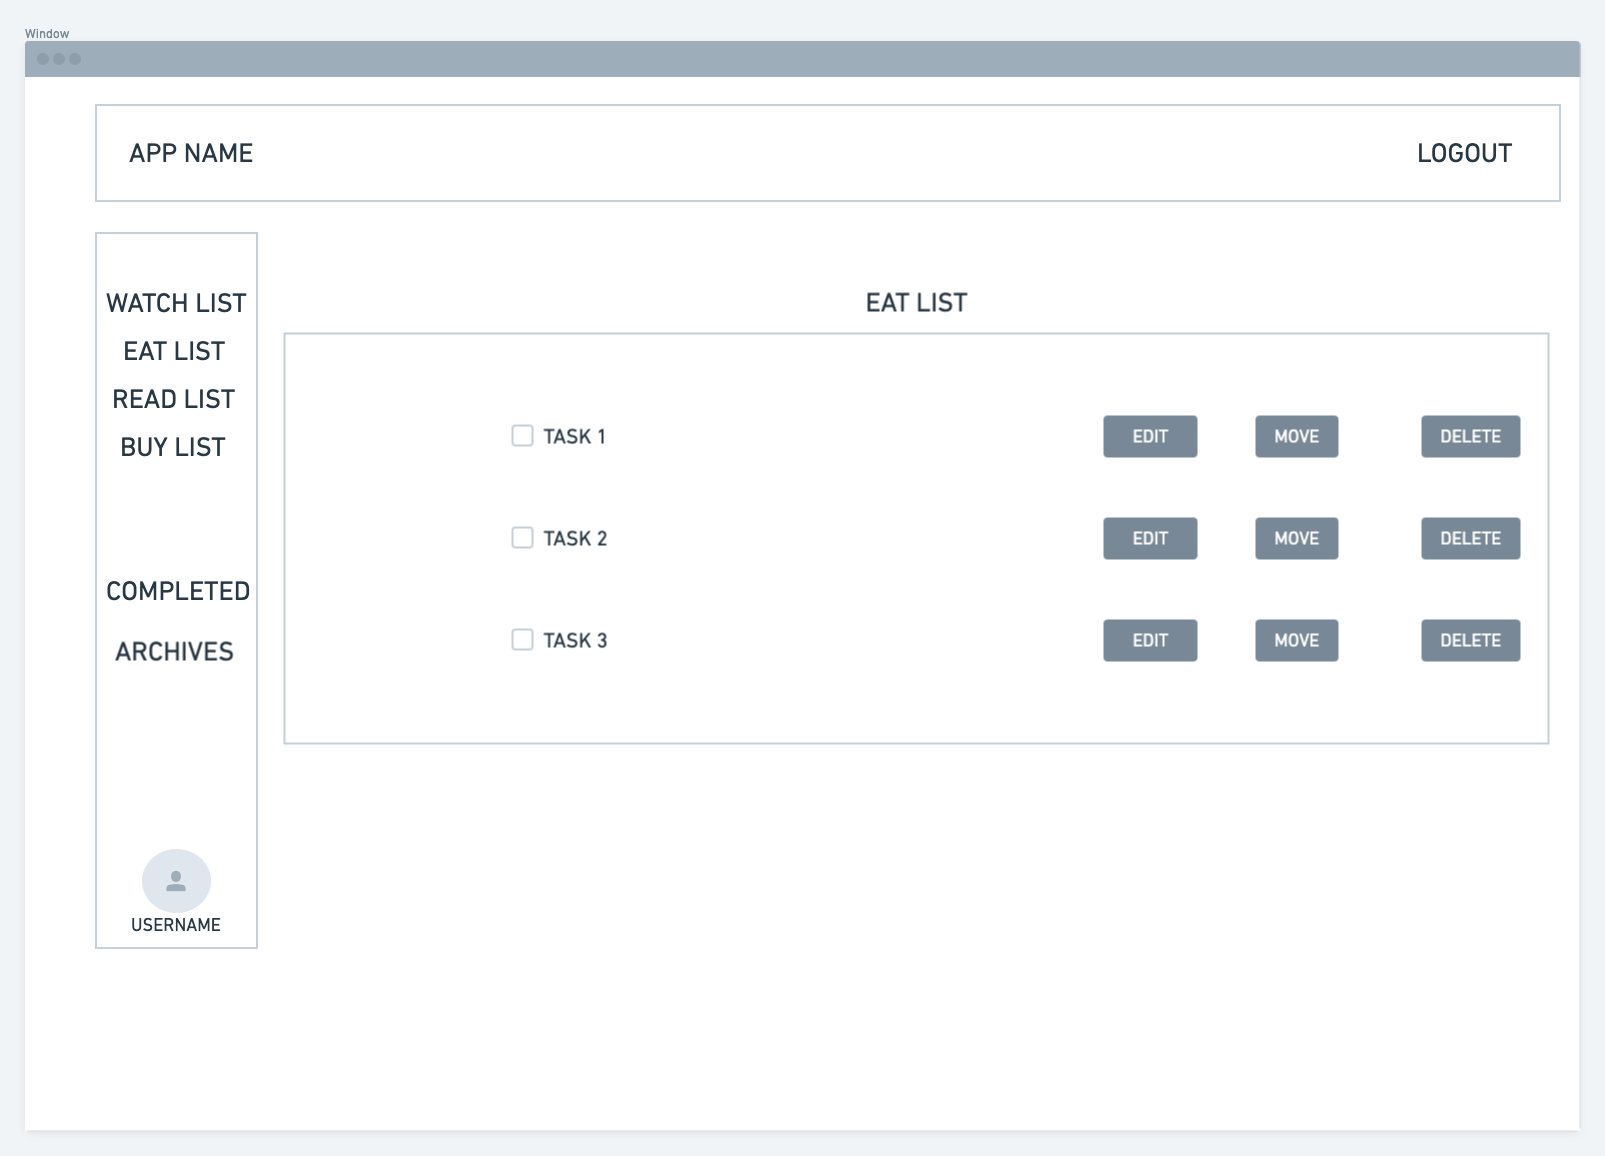 Window
APP NAME
LOGOUT
WATCH LIST
EAT LIST
READ LIST
BUY LIST
COMPLETED
ARCHIVES
USERNAME
EAT LIST
TASK 1 EDIT MOVE DELETE
TASK 2 EDIT MOVE DELETE
TASK 3 EDIT MOVE DELETE